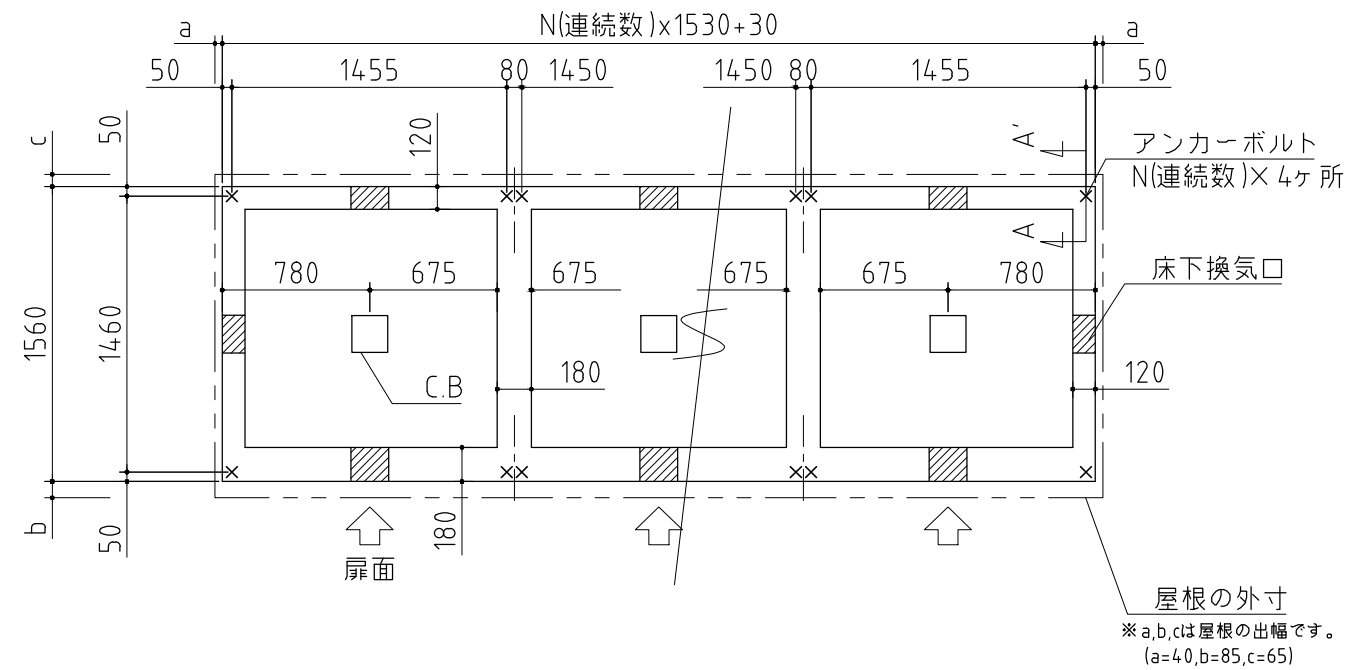 a
N(連続数)x1530+30
a
50
1455
80
1450
1450
80
1455
50
c
50
120
A'
アンカーボルト
N(連続数)×4ヶ所
A
780
675
675
675
675
780
床下換気口
1560
1460
C.B
180
120
b
50
180
扉面
屋根の外寸
※a,b,cは屋根の出幅です。
(a=40,b=85,c=65)